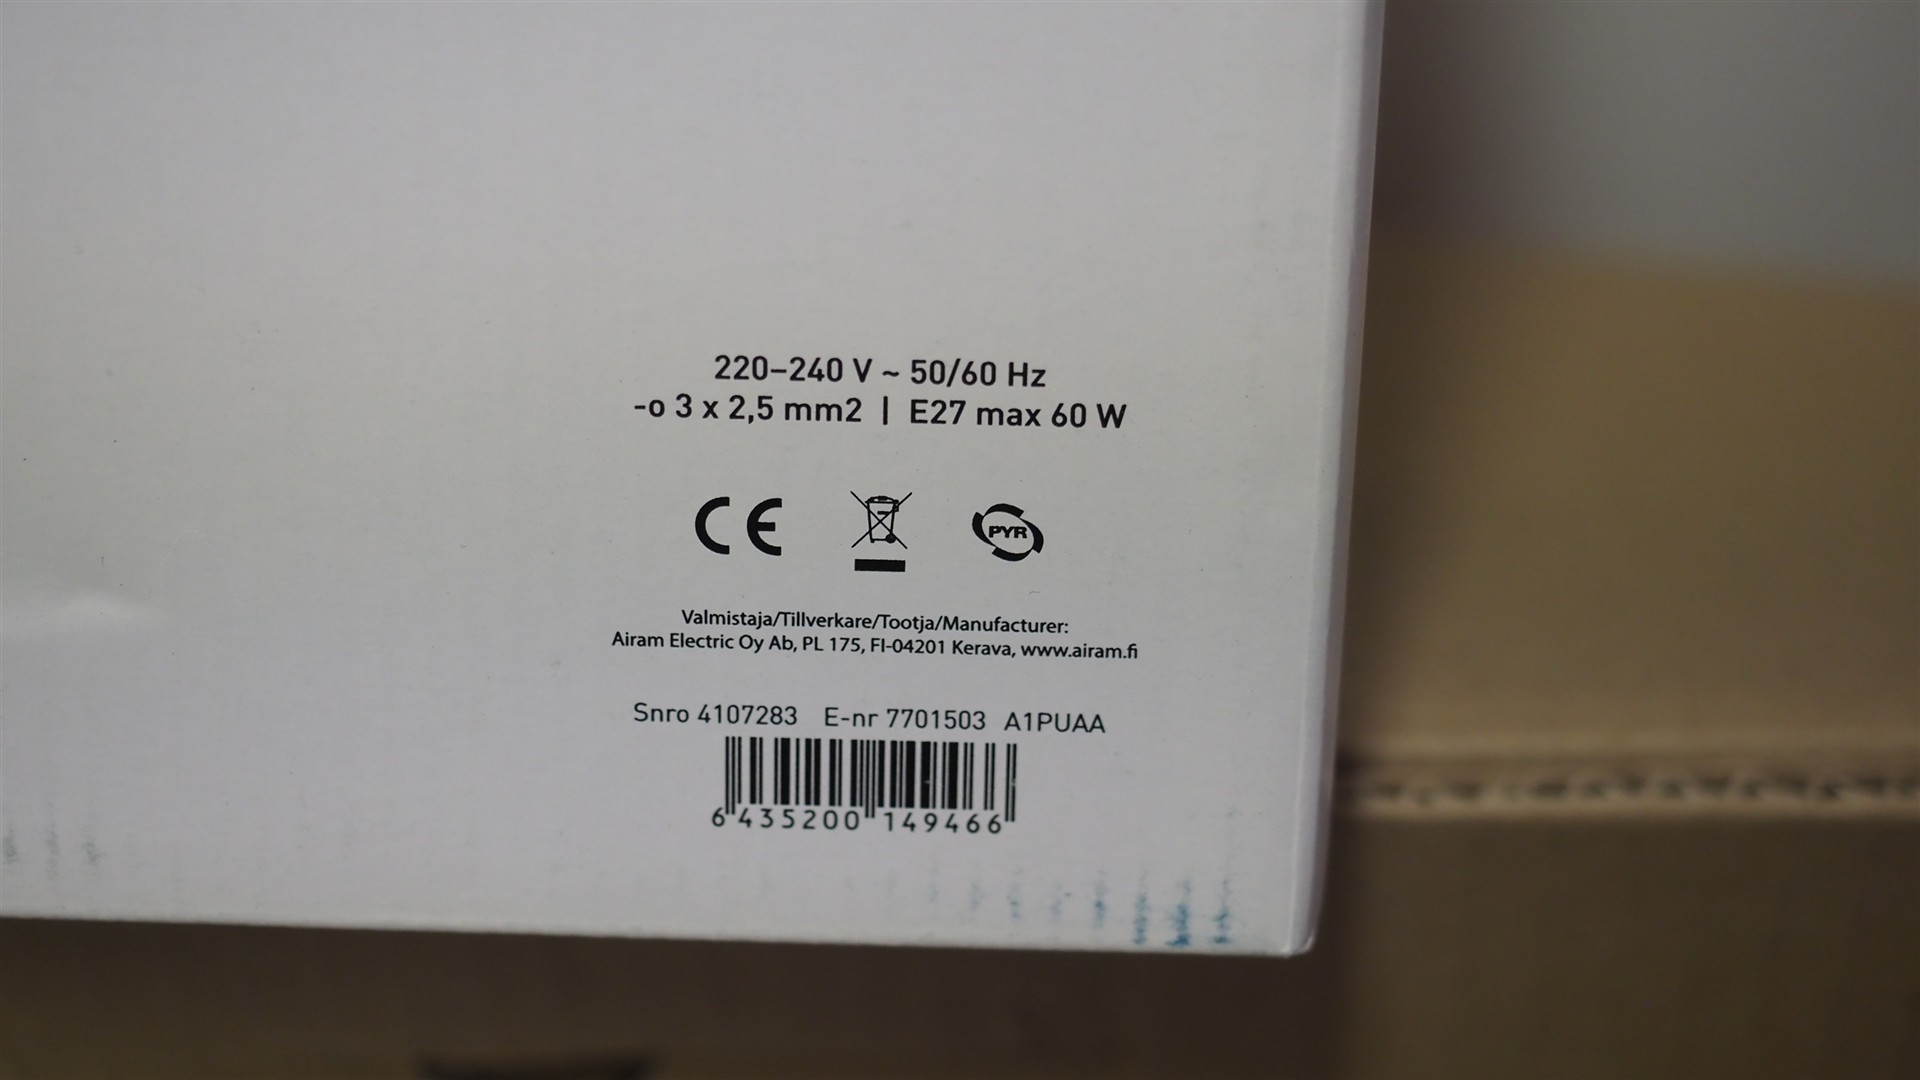 220–240 V ~ 50/60 Hz
-o 3 x 2,5 mm2 | E27 max 60 W
CE
PYR
Valmistaja/Tillverkare/Tootja/Manufacturer:
Airam Electric Oy Ab, PL 175, FI-04201 Kerava, www.airam.fi
Snro 4107283 E-nr 7701503 A1PUAA
6 435200 149466